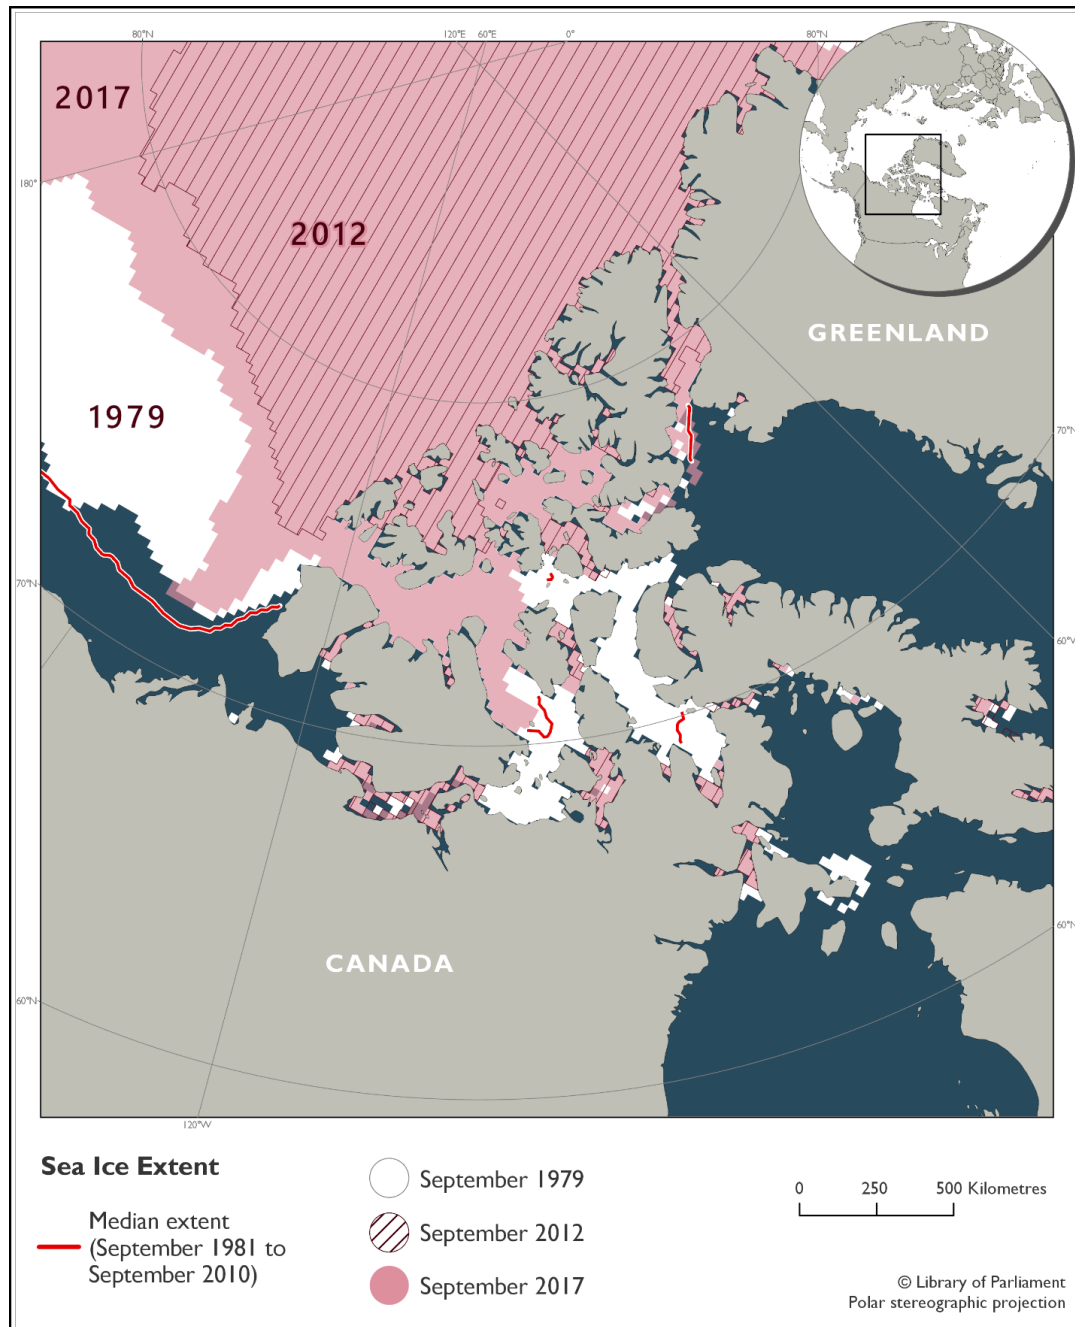 80°N
120°E
60°E
0°
80°N
2017
180°
2012
GREENLAND
1979
70°N
70°N
60°N
60°N
CANADA
60°N
120°W
Sea Ice Extent
Median extent
(September 1981 to
September 2010)
September 1979
September 2012
September 2017
0 250 500 Kilometres
© Library of Parliament
Polar stereographic projection